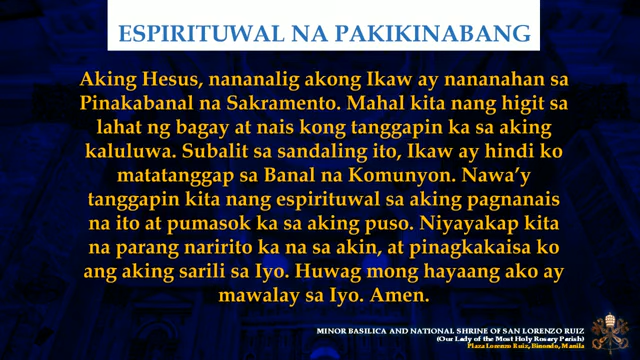 ESPIRITUWAL NA PAKIKINABANG
Aking Hesus, nananalig akong Ikaw ay nananahan sa
Pinakabanal na Sakramento. Mahal kita nang higit sa
lahat ng bagay at nais kong tanggapin ka sa aking
kaluluwa. Subalit sa sandaling ito, Ikaw ay hindi ko
matatanggap sa Banal na Komunyon. Nawa'y
tanggapin kita nang espirituwal sa aking pagnanais
na ito at pumasok ka sa aking puso. Niyayakap kita
na parang naririto ka na sa akin, at pinagkakaisa ko
ang aking sarili sa Iyo. Huwag mong hayaang ako ay
mawalay sa Iyo. Amen.
MINOR BASILICA AND NATIONAL SHRINE OF SAN LORENZO RUIZ
(Our Lady of the Most Holy Rosary Parish)
Plaza Lorenzo Ruiz, Binondo, Manila